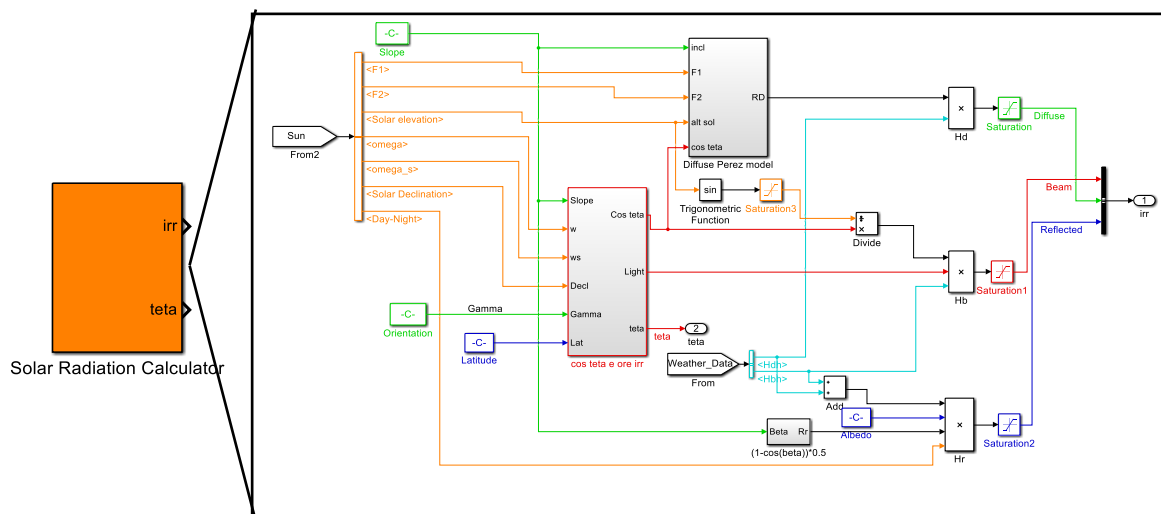 irr
teta
Solar Radiation Calculator
-C-
Slope
<F1>
<F2>
<Solar elevation>
<omega>
<omega_s>
<Solar Declination>
<Day-Night>
Sun
From2
incl
F1
F2
alt sol
cos teta
RD
Diffuse Perez model
sin
Trigonometric
Function
Saturation3
÷
×
Divide
×
Hd
Saturation
Diffuse
Slope
w
ws
Decl
Gamma
Lat
Cos teta
Light
teta
cos teta e ore irr
-C-
Orientation
Gamma
-C-
Latitude
teta
2
teta
Weather_Data
From
<Hdh>
<Hbh>
+
+
Add
-C-
Albedo
Beta
Rr
(1-cos(beta))*0.5
×
Hb
Saturation1
×
Hr
Saturation2
Beam
Reflected
1
irr